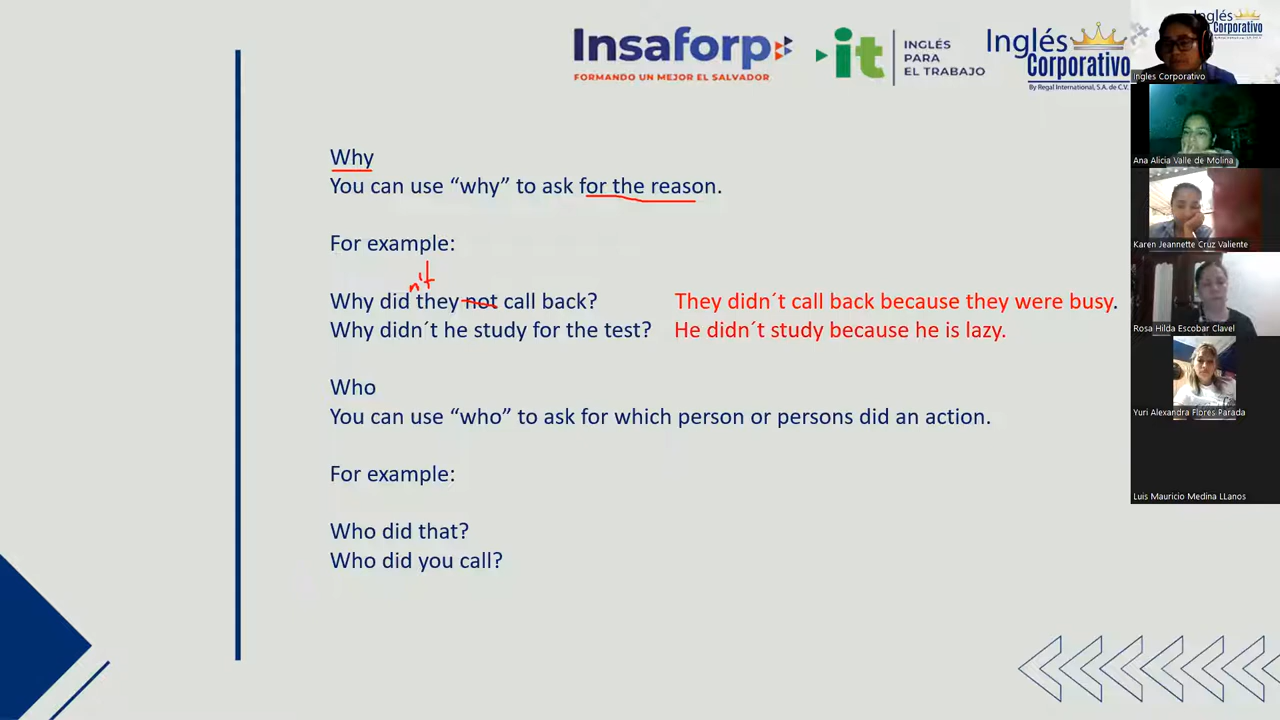 Insaforp
FORMANDO UN MEJOR EL SALVADOR
it
INGLÉS
PARA
EL TRABAJO
Inglés
Corporativo
By Regal International, S.A. de C.V.
Inglés
Corporativo
Ingles Corporativo
Ana Alicia Valle de Molina
Karen Jeannette Cruz Valiente
Rosa Hilda Escobar Clavel
Yuri Alexandra Flores Parada
Luis Mauricio Medina LLanos
Why
You can use “why” to ask for the reason.
For example:
n't
Why did they not call back? They didn´t call back because they were busy.
Why didn´t he study for the test? He didn´t study because he is lazy.
Who
You can use “who” to ask for which person or persons did an action.
For example:
Who did that?
Who did you call?